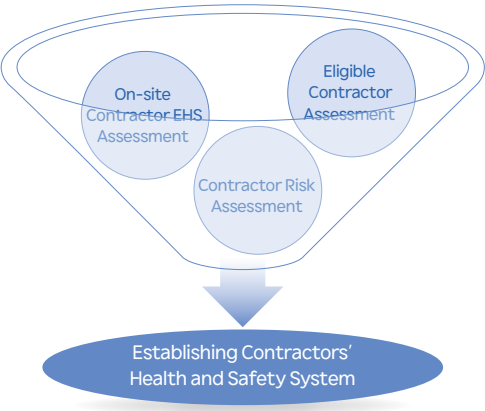 On-site
Contractor EHS
Assessment
Eligible
Contractor
Assessment
Contractor Risk
Assessment
Establishing Contractors'
Health and Safety System